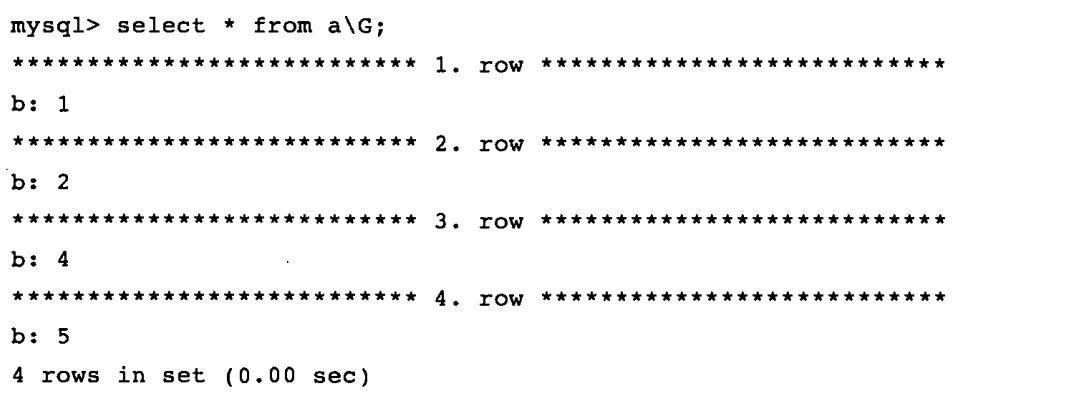 mysql> select * from a\G;
*************************** 1. row ***************************
b: 1
*************************** 2. row ***************************
b: 2
*************************** 3. row ***************************
b: 4
*************************** 4. row ***************************
b: 5
4 rows in set (0.00 sec)